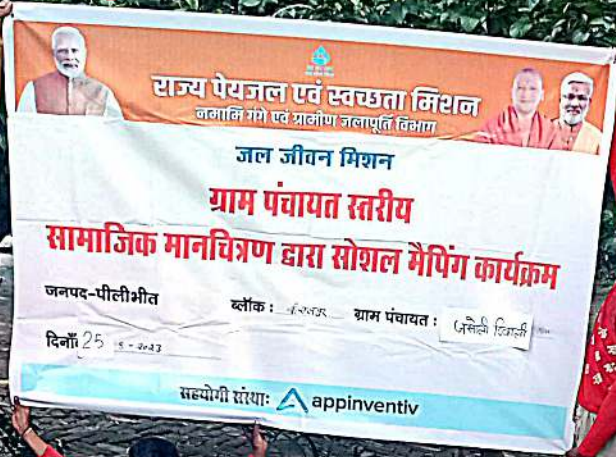 राज्य पेयजल एवं स्वच्छता मिशन
नमामि गंगे एवं ग्रामीण जलापूर्ति विभाग
जल जीवन मिशन
ग्राम पंचायत स्तरीय
सामाजिक मानचित्रण द्वारा सोशल मैपिंग कार्यक्रम
जनपद-पीलीभीत ब्लॉक : ग्राम पंचायत :
दिनाँ 25 - 2023
सहयोगी संस्थाः appinventiv